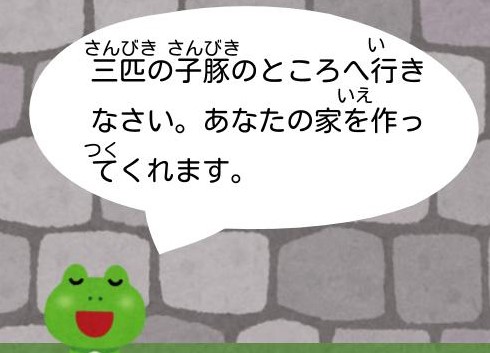 さんびき さんびき い
三匹の子豚のところへ行き
いえ
なさい。あなたの家を作っ
つく
てくれます。